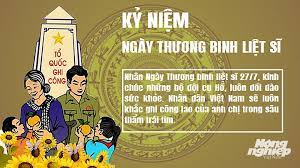 KỶ NIỆM
NGÀY THƯƠNG BINH LIỆT SĨ
TỔ
QUỐC
GHI
CÔNG
Nhân Ngày Thương binh liệt sĩ 27/7, kính
chúc những bộ đội cụ Hồ, luôn dồi dào
sức khỏe. Nhân dân Việt Nam sẽ luôn
khắc ghi công lao của anh chị trong sâu
thẳm trái tim.
Nông
nghiệp